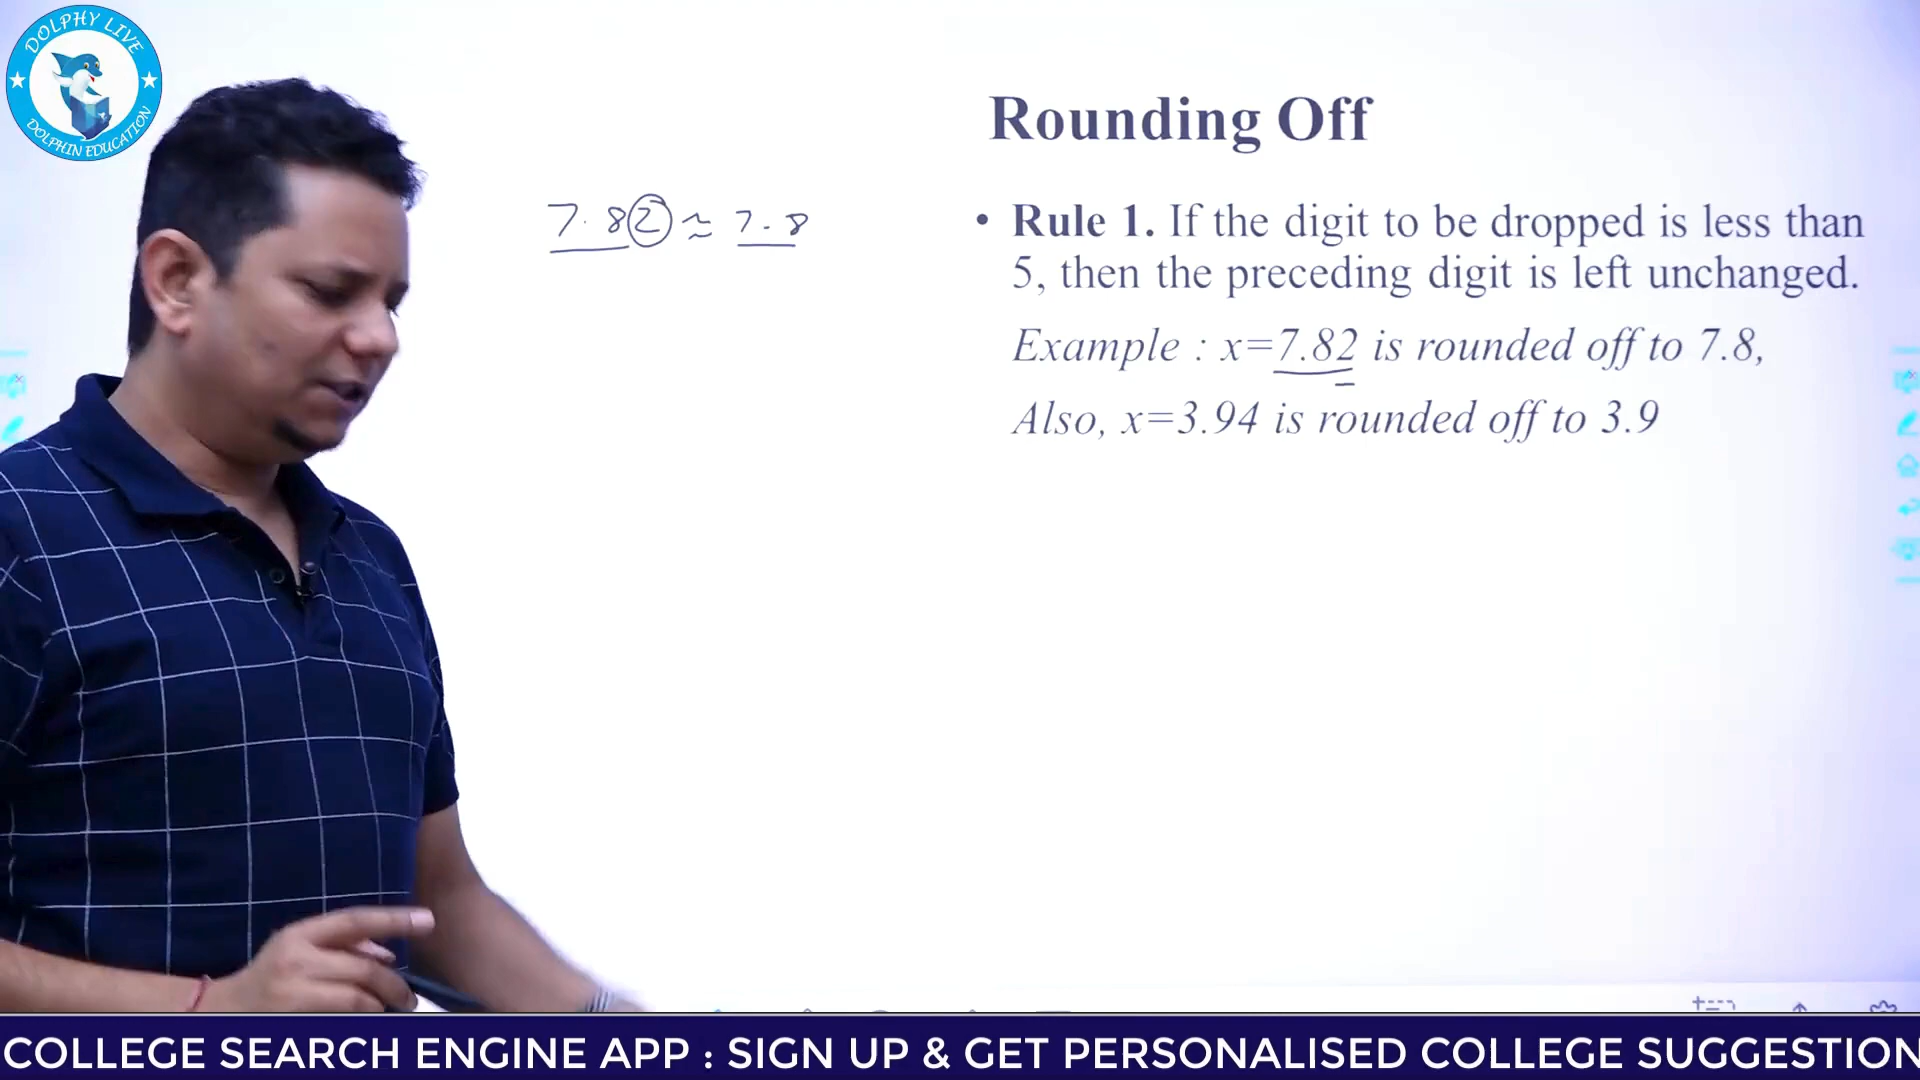 DOLPHY LIVE
DOLPHIN EDUCATION
Rounding Off
7.82 ≈ 7.8
• Rule 1. If the digit to be dropped is less than
5, then the preceding digit is left unchanged.
Example : x=7.82 is rounded off to 7.8,
Also, x=3.94 is rounded off to 3.9
COLLEGE SEARCH ENGINE APP : SIGN UP & GET PERSONALISED COLLEGE SUGGESTION